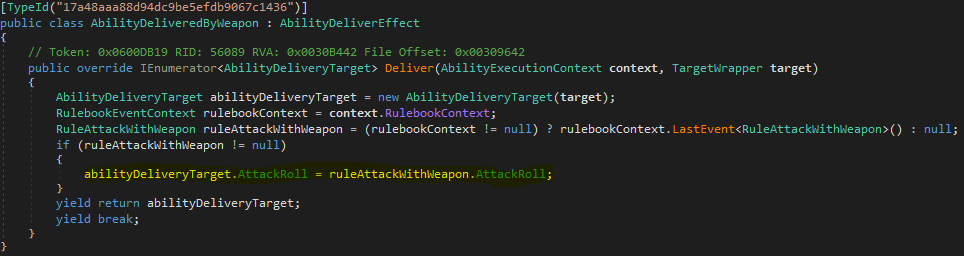 [TypeId("17a48aaa88d94dc9be5efdb9067c1436")]
public class AbilityDeliveredByWeapon : AbilityDeliverEffect
{
// Token: 0x0600DB19 RID: 56089 RVA: 0x0030B442 File Offset: 0x00309642
public override IEnumerator<AbilityDeliveryTarget> Deliver(AbilityExecutionContext context, TargetWrapper target)
{
AbilityDeliveryTarget abilityDeliveryTarget = new AbilityDeliveryTarget(target);
RulebookEventContext rulebookContext = context.RulebookContext;
RuleAttackWithWeapon ruleAttackWithWeapon = (rulebookContext != null) ? rulebookContext.LastEvent<RuleAttackWithWeapon>() : null;
if (ruleAttackWithWeapon != null)
{
abilityDeliveryTarget.AttackRoll = ruleAttackWithWeapon.AttackRoll;
}
yield return abilityDeliveryTarget;
yield break;
}
}